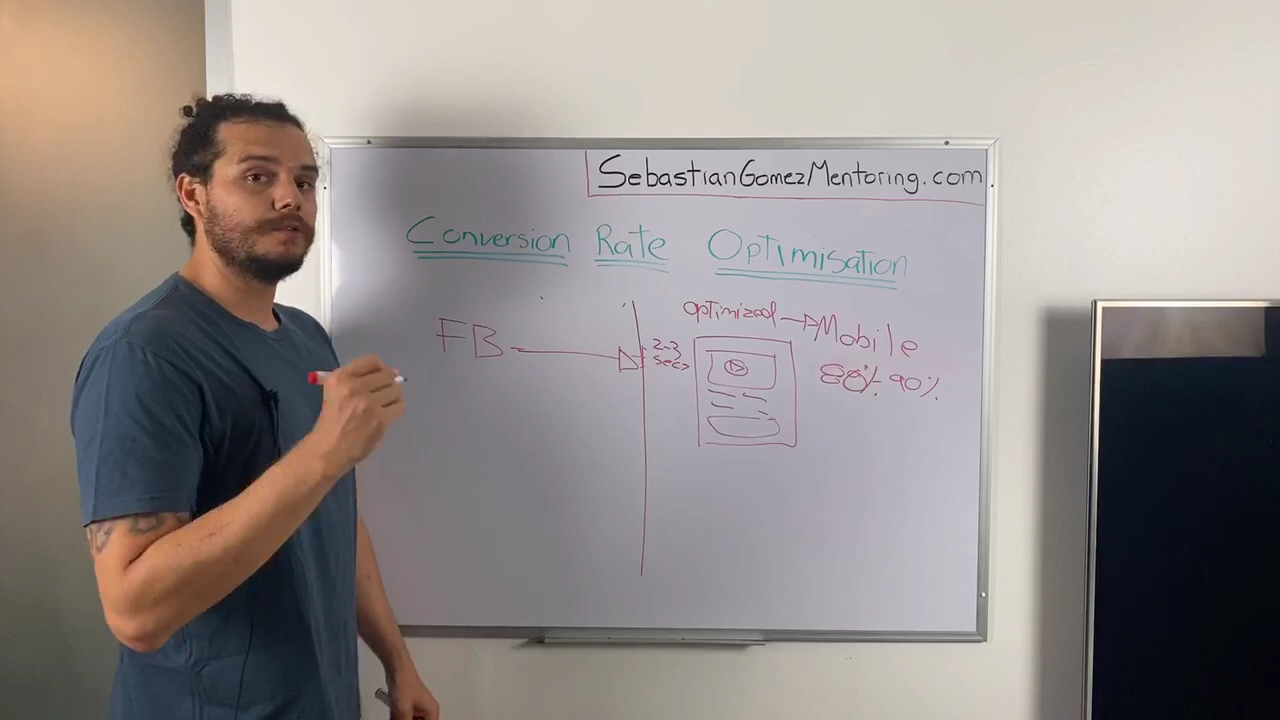 SebastianGomezMentoring.com
Conversion Rate Optimisation
optimized → Mobile
FB
2-3
secs
80% 90%